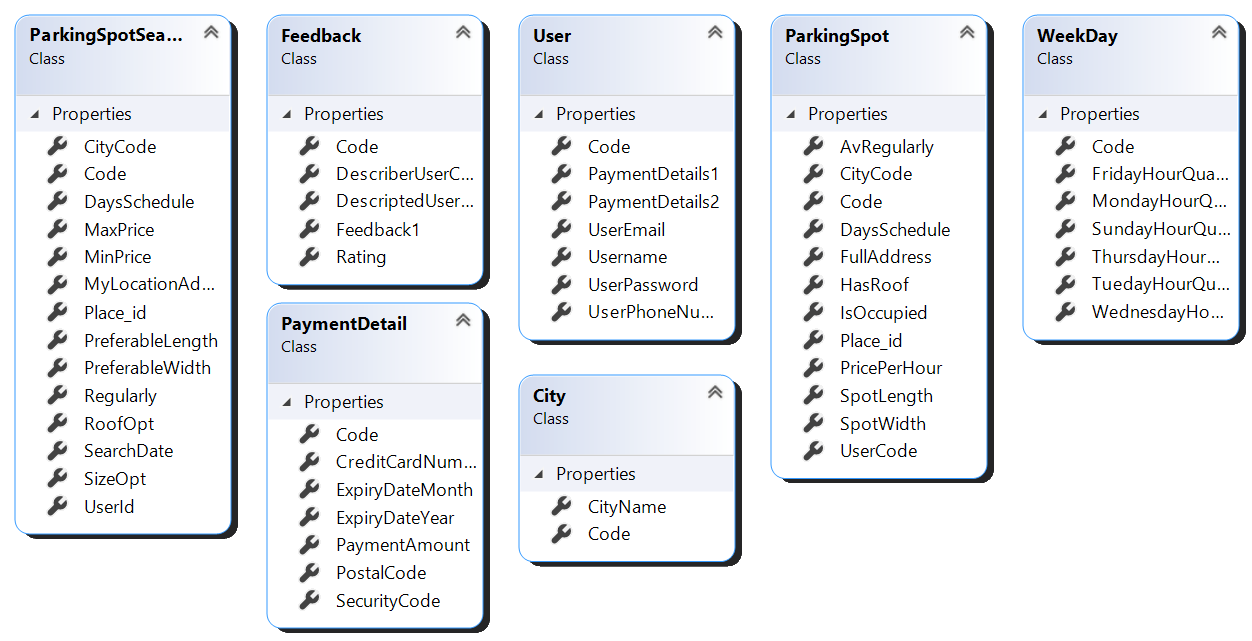 ParkingSpotSea...
Class
Properties
CityCode
Code
DaysSchedule
MaxPrice
MinPrice
MyLocationAd...
Place_id
PreferableLength
PreferableWidth
Regularly
RoofOpt
SearchDate
SizeOpt
UserId
Feedback
Class
Properties
Code
DescriberUserC...
DescriptedUser...
Feedback1
Rating
PaymentDetail
Class
Properties
Code
CreditCardNum...
ExpiryDateMonth
ExpiryDateYear
PaymentAmount
PostalCode
SecurityCode
User
Class
Properties
Code
PaymentDetails1
PaymentDetails2
UserEmail
Username
UserPassword
UserPhoneNu...
City
Class
Properties
CityName
Code
ParkingSpot
Class
Properties
AvRegularly
CityCode
Code
DaysSchedule
FullAddress
HasRoof
IsOccupied
Place_id
PricePerHour
SpotLength
SpotWidth
UserCode
WeekDay
Class
Properties
Code
FridayHourQua...
MondayHourQ...
SundayHourQu...
ThursdayHour...
TuedayHourQu...
WednesdayHo...